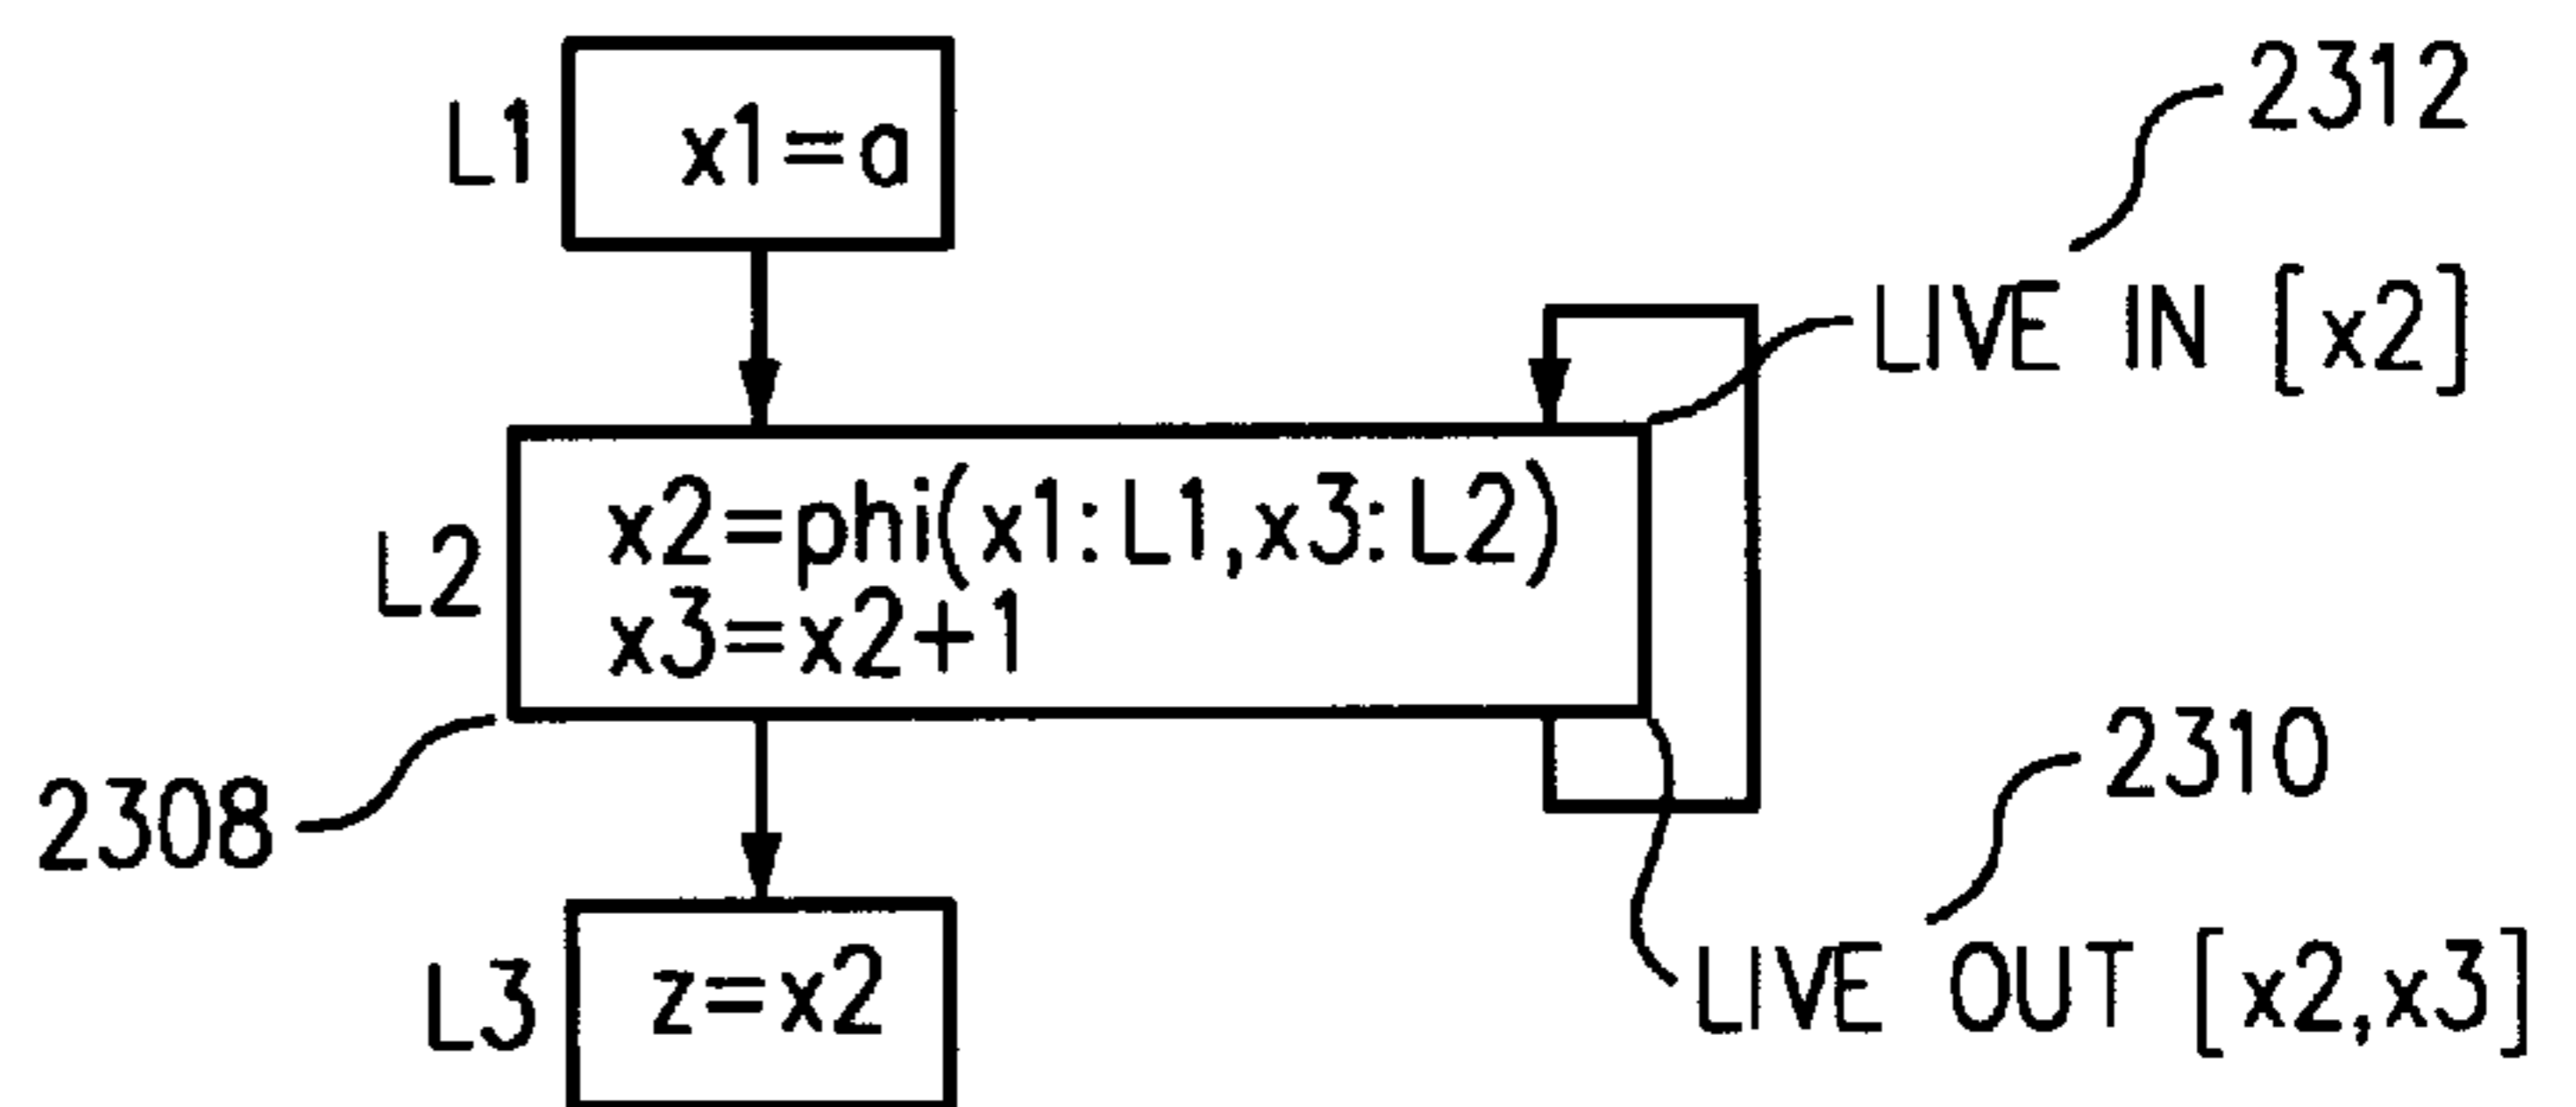 2312
L1 x1=a
LIVE IN [x2]
L2 x2=phi(x1:L1,x3:L2)
x3=x2+1
2308
2310
L3 z=x2
LIVE OUT [x2,x3]